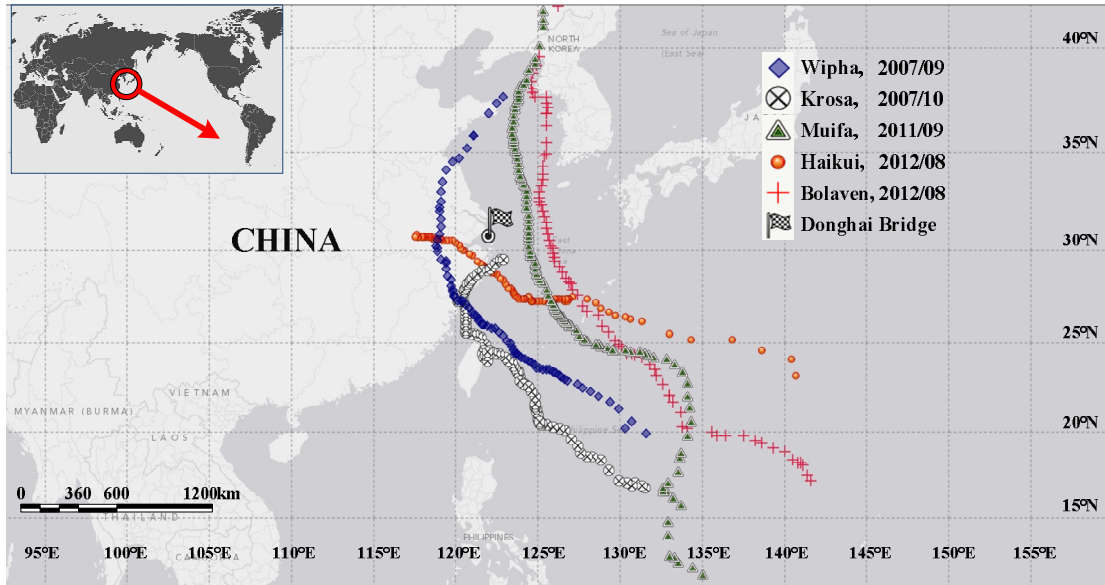 NORTH
KOREA
Sea of Japan
(East Sea)
40°N
Wipha, 2007/09
Krosa, 2007/10
Muifa, 2011/09
Haikui, 2012/08
Bolaven, 2012/08
Donghai Bridge
35°N
CHINA
30°N
25°N
VIETNAM
MYANMAR (BURMA)
LAOS
20°N
Philippine Sea
0 360 600 1200km
15°N
THAILAND
PHILIPPINES
95°E 100°E 105°E 110°E 115°E 120°E 125°E 130°E 135°E 140°E 145°E 150°E 155°E